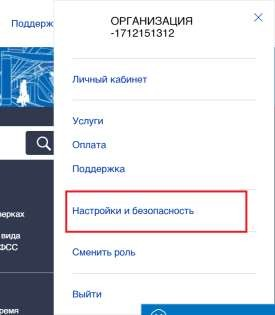 Поддерж
ОРГАНИЗАЦИЯ
-1712151312
Личный кабинет
Услуги
Оплата
Поддержка
Настройки и безопасность
верках
вида
ФСС
Сменить роль
Выйти
ремя